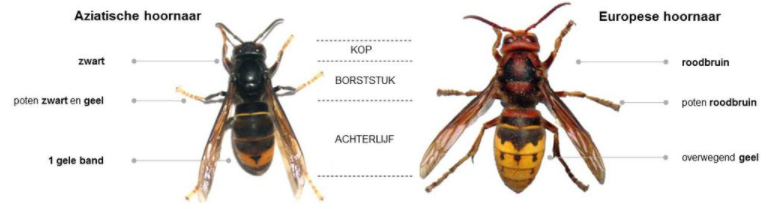 Aziatische hoornaar
Europese hoornaar
KOP
zwart
roodbruin
BORSTSTUK
poten zwart en geel
poten roodbruin
ACHTERLIJF
1 gele band
overwegend geel